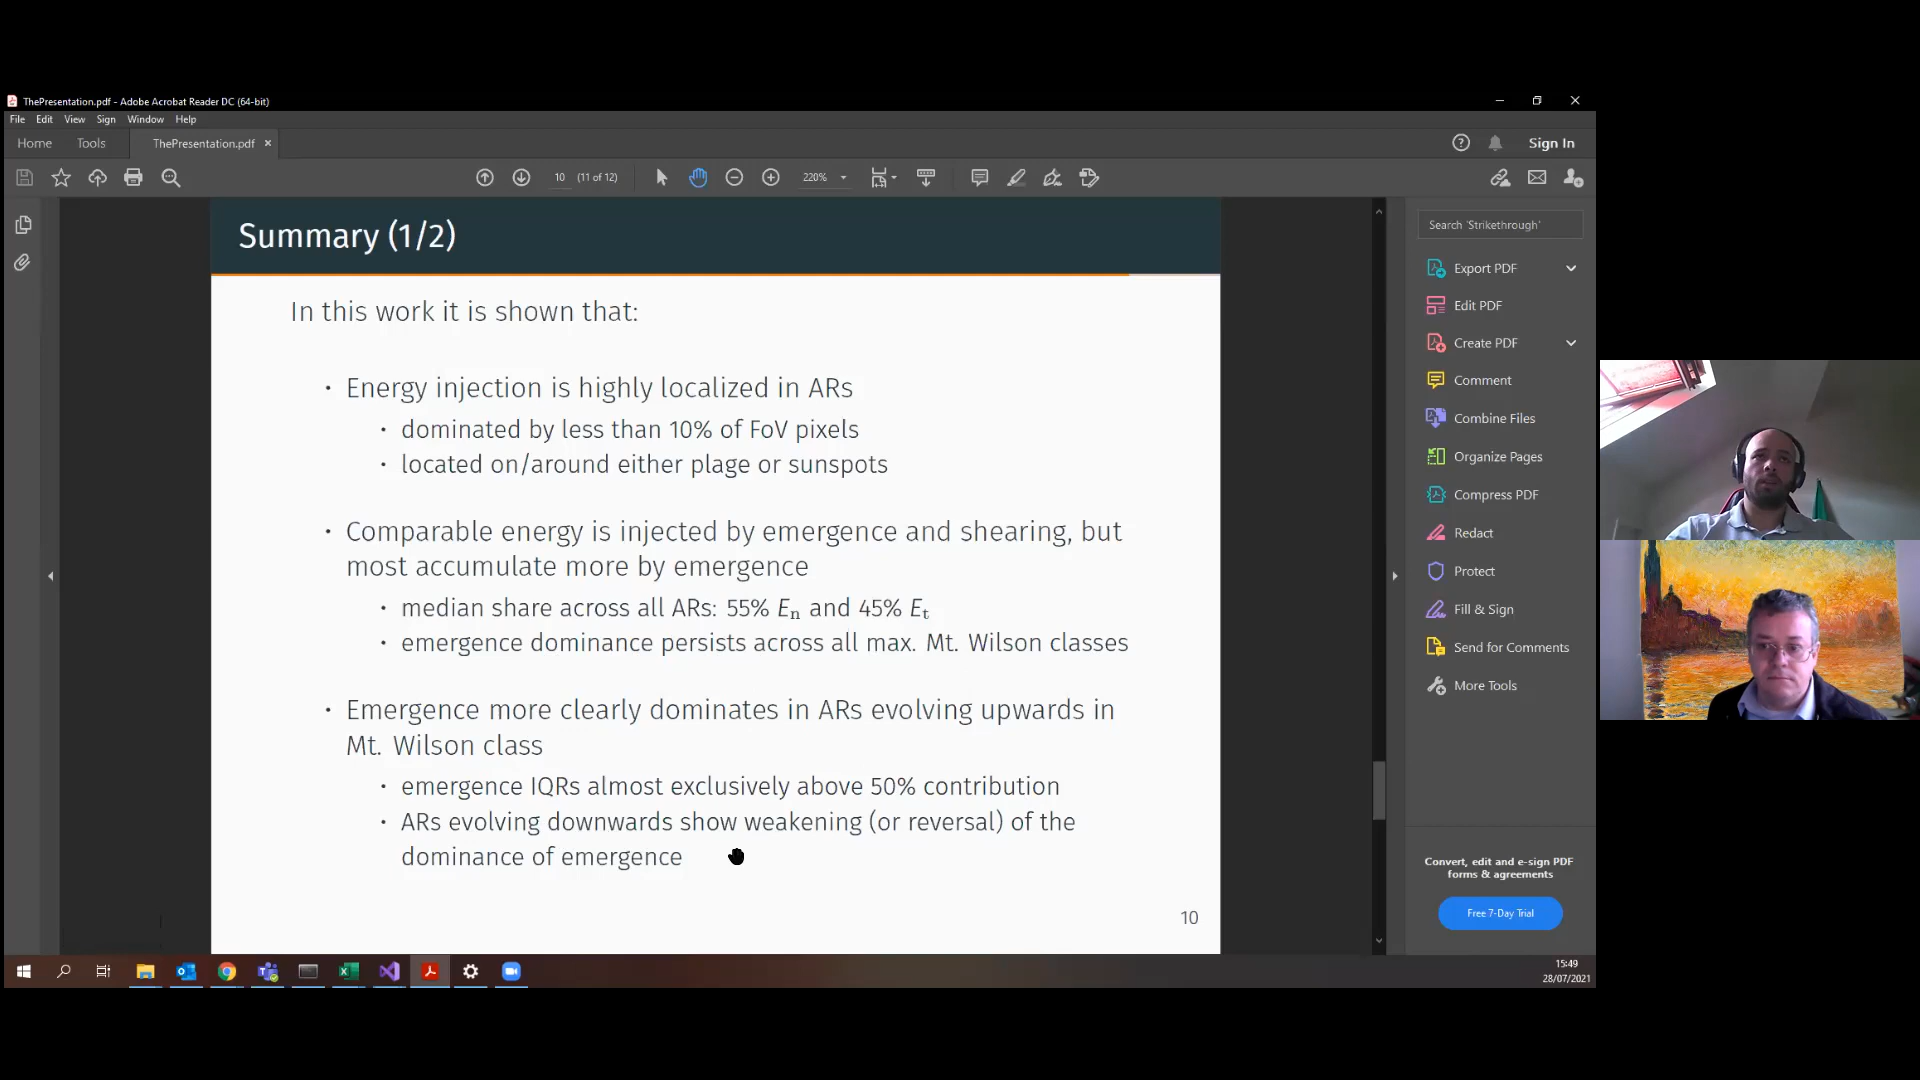 ThePresentation.pdf - Adobe Acrobat Reader DC (64-bit)
File Edit View Sign Window Help
Home Tools ThePresentation.pdf × Sign In
10 (11 of 12) 220%
Summary (1/2)
In this work it is shown that:
· Energy injection is highly localized in ARs
· dominated by less than 10% of FoV pixels
· located on/around either plage or sunspots
· Comparable energy is injected by emergence and shearing, but
most accumulate more by emergence
· median share across all ARs: 55% Eₙ and 45% Eₜ
· emergence dominance persists across all max. Mt. Wilson classes
· Emergence more clearly dominates in ARs evolving upwards in
Mt. Wilson class
· emergence IQRs almost exclusively above 50% contribution
· ARs evolving downwards show weakening (or reversal) of the
dominance of emergence
10
Search 'Strikethrough'
Export PDF
Edit PDF
Create PDF
Comment
Combine Files
Organize Pages
Compress PDF
Redact
Protect
Fill & Sign
Send for Comments
More Tools
Convert, edit and e-sign PDF
forms & agreements
Free 7-Day Trial
15:49
28/07/2021